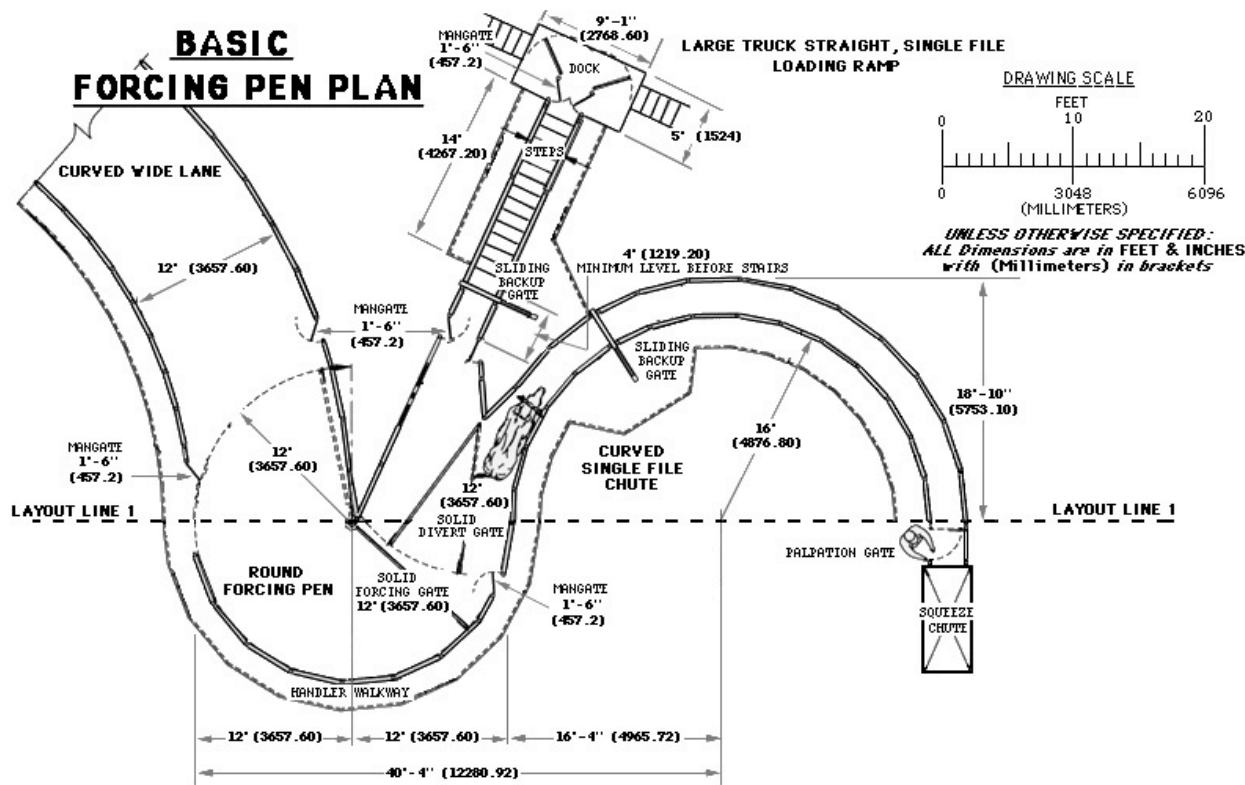 BASIC
FORCING PEN PLAN
MANGATE
1'-6"
(457.2)
9'-1"
(2768.60)
DOCK
LARGE TRUCK STRAIGHT, SINGLE FILE
LOADING RAMP
DRAWING SCALE
FEET
0 10 20
0 3048 6096
(MILLIMETERS)
UNLESS OTHERWISE SPECIFIED:
ALL Dimensions are in FEET & INCHES
with (Millimeters) in brackets
5' (1524)
14'
(4267.20)
STEPS
CURVED WIDE LANE
12' (3657.60)
4' (1219.20)
MINIMUM LEVEL BEFORE STAIRS
SLIDING
BACKUP
GATE
MANGATE
1'-6"
(457.2)
SLIDING
BACKUP
GATE
18'-10"
(5753.10)
16'
(4876.80)
MANGATE
1'-6"
(457.2)
12'
(3657.60)
CURVED
SINGLE FILE
CHUTE
12'
(3657.60)
SOLID
DIVERT GATE
LAYOUT LINE 1
LAYOUT LINE 1
PALPATION GATE
ROUND
FORCING PEN
SOLID
FORCING GATE
12' (3657.60)
MANGATE
1'-6"
(457.2)
SQUEEZE
CHUTE
HANDLER WALKWAY
12' (3657.60)
12' (3657.60)
16'-4" (4965.72)
40'-4" (12280.92)